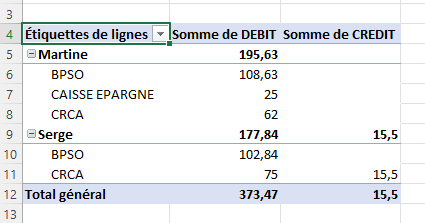 3
4 Étiquettes de lignes Somme de DEBIT Somme de CREDIT
5 Martine 195,63
6 BPSO 108,63
7 CAISSE EPARGNE 25
8 CRCA 62
9 Serge 177,84 15,5
10 BPSO 102,84
11 CRCA 75 15,5
12 Total général 373,47 15,5
13